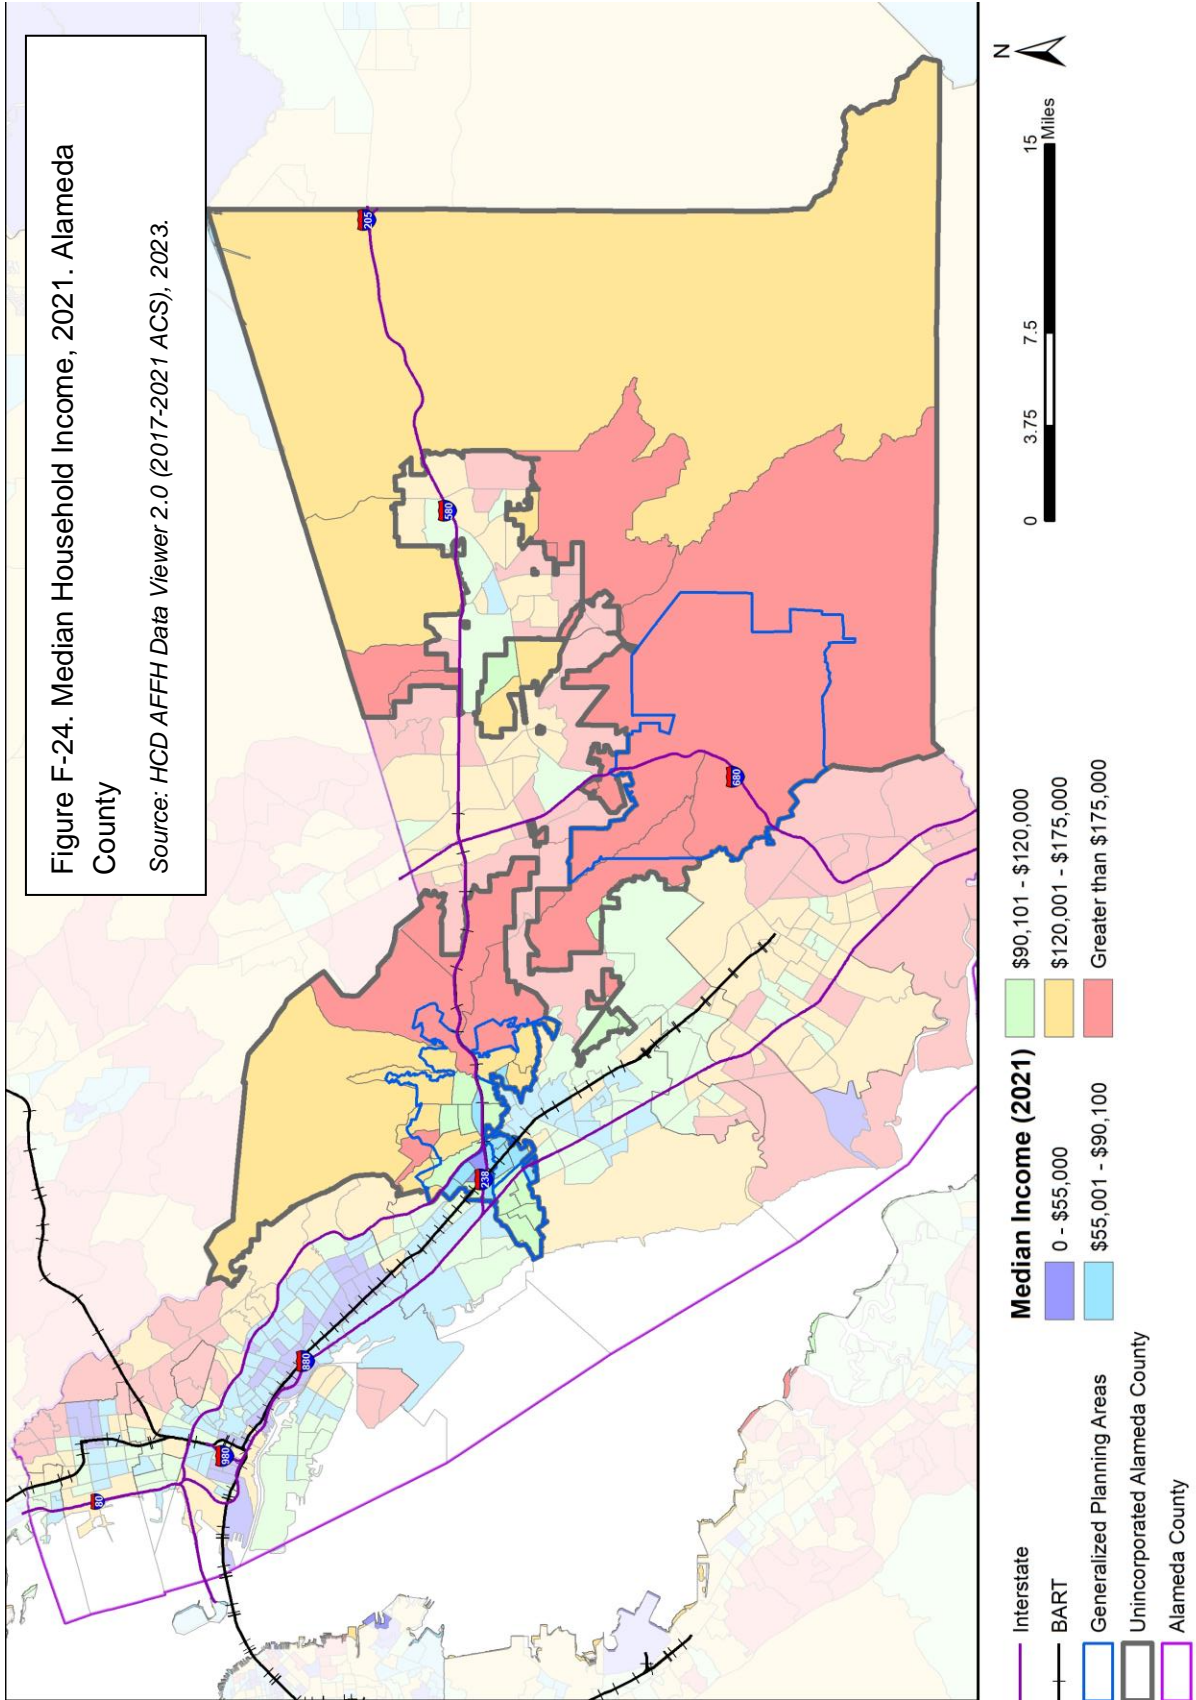 Figure F-24. Median Household Income, 2021. Alameda
County
Source: HCD AFFH Data Viewer 2.0 (2017-2021 ACS), 2023.
205
580
680
238
880
980
80
N
0
3.75
7.5
15
Miles
Interstate
BART
Generalized Planning Areas
Unincorporated Alameda County
Alameda County
Median Income (2021)
0 - $55,000
$55,001 - $90,100
$90,101 - $120,000
$120,001 - $175,000
Greater than $175,000